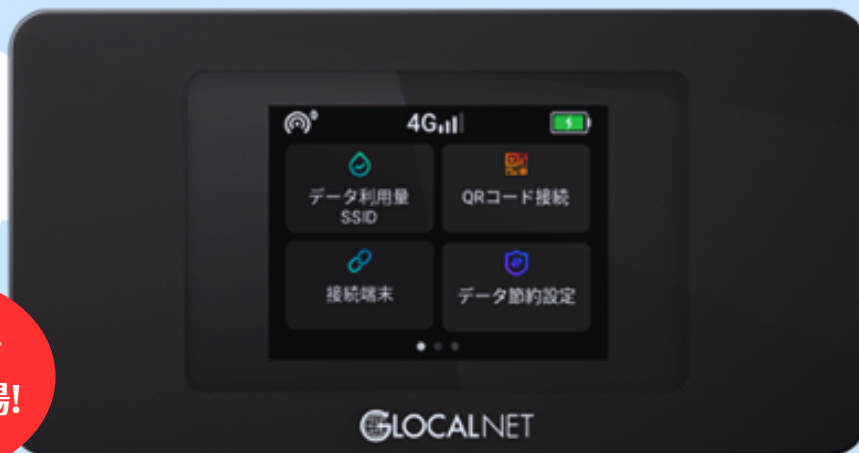 4G
データ利用量
SSID
QRコード接続
接続端末
データ節約設定
場!
GLOCALNET